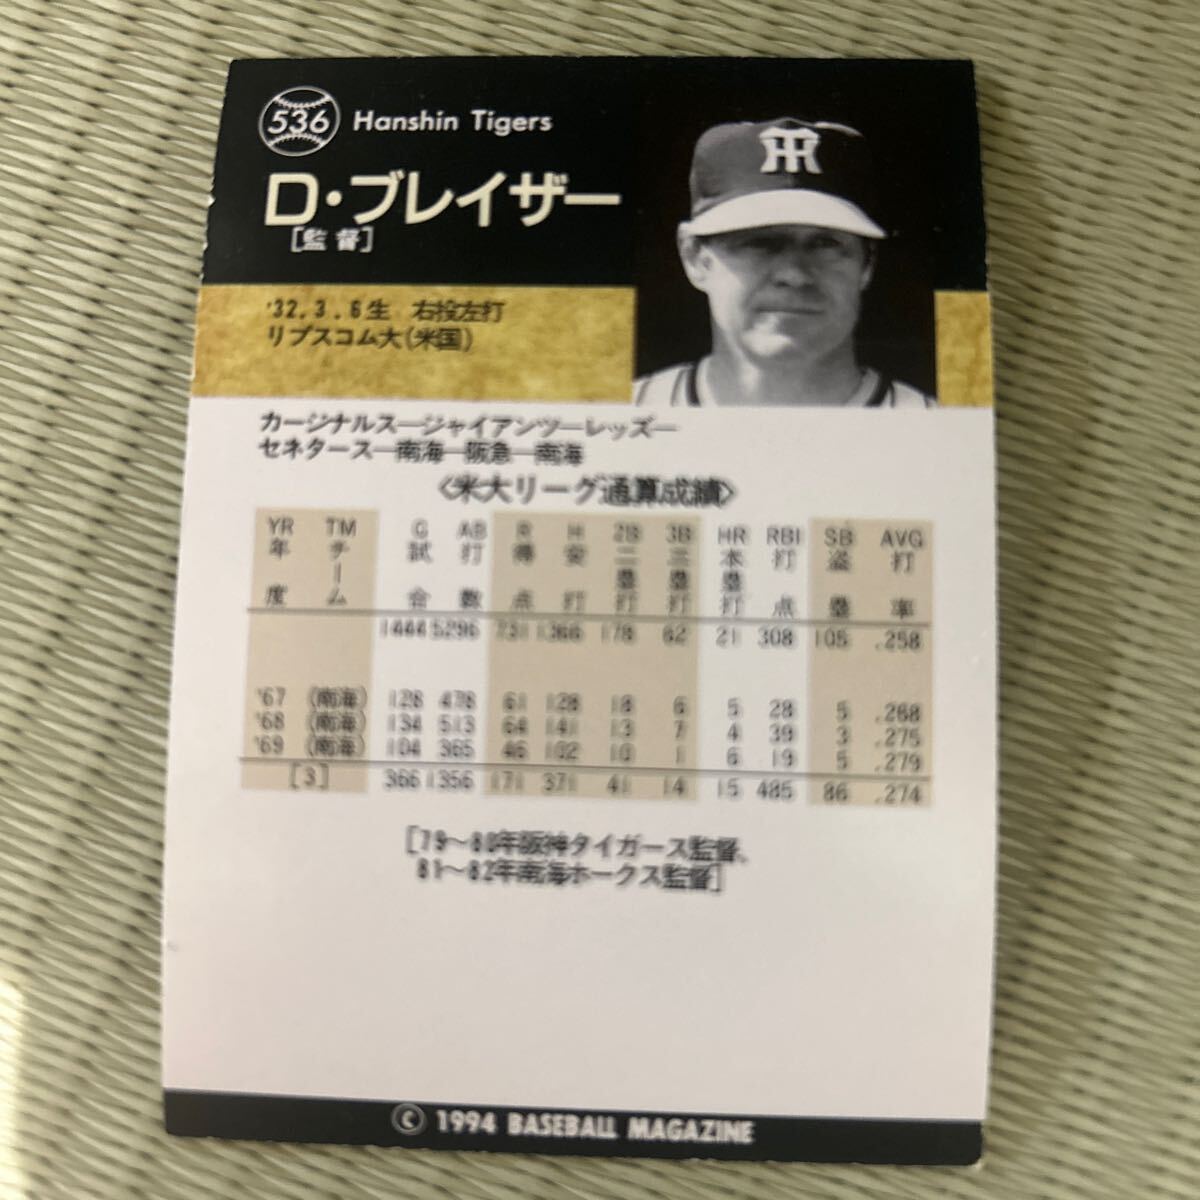 536 Hanshin Tigers
D・ブレイザー
[監督]
'32.3.6生 右投左打
リプスコム大(米国)
カージナルス―ジャイアンツ―レッズ―
セネタース―南海―阪急―南海
〈米大リーグ通算成績〉
YR TM G AB R H 2B 3B HR RBI SB AVG
年度 チーム 試合 打数 得点 安打 二塁打 三塁打 本塁打 打点 盗塁 打率
1444 5296 731 1366 178 62 21 308 105 .258
'67 (南海) 128 478 61 128 18 6 5 28 5 .268
'68 (南海) 134 513 64 141 13 7 4 39 3 .275
'69 (南海) 104 365 46 102 10 1 6 19 5 .279
[3] 366 1356 171 371 41 14 15 485 86 .274
[79～80年阪神タイガース監督、
81～82年南海ホークス監督]
© 1994 BASEBALL MAGAZINE
TH